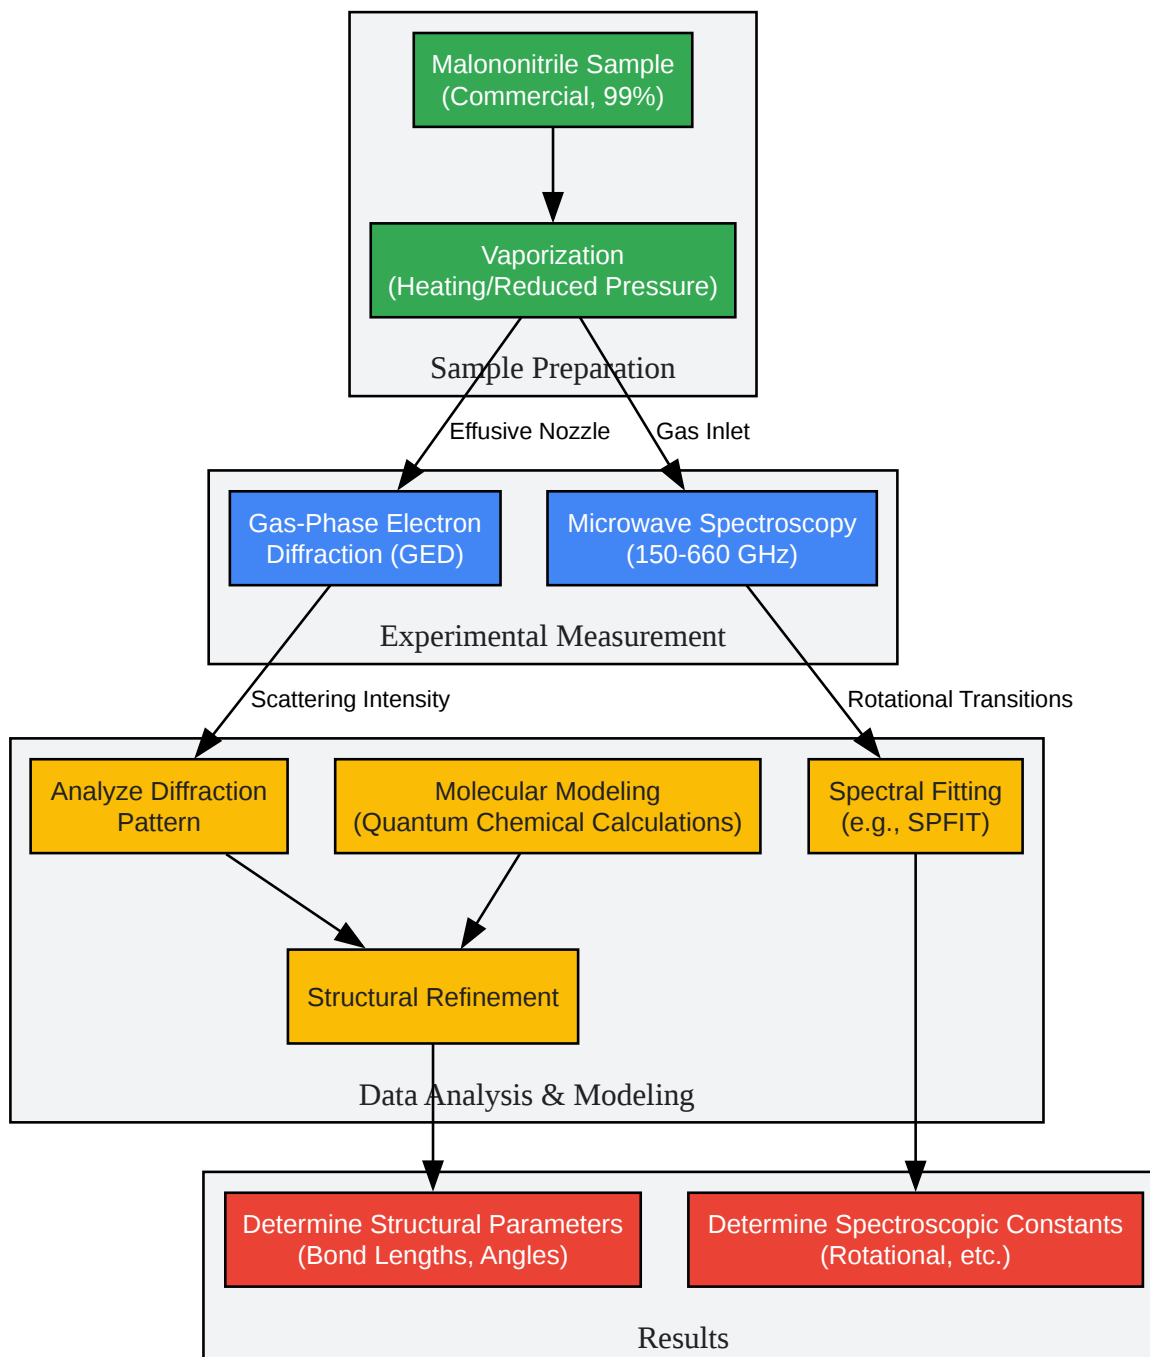 Malononitrile Sample
(Commercial, 99%)
Vaporization
(Heating/Reduced Pressure)
Sample Preparation
Effusive Nozzle
Gas Inlet
Gas-Phase Electron
Diffraction (GED)
Microwave Spectroscopy
(150-660 GHz)
Experimental Measurement
Scattering Intensity
Rotational Transitions
Analyze Diffraction
Pattern
Molecular Modeling
(Quantum Chemical Calculations)
Spectral Fitting
(e.g., SPFIT)
Structural Refinement
Data Analysis & Modeling
Determine Structural Parameters
(Bond Lengths, Angles)
Determine Spectroscopic Constants
(Rotational, etc.)
Results